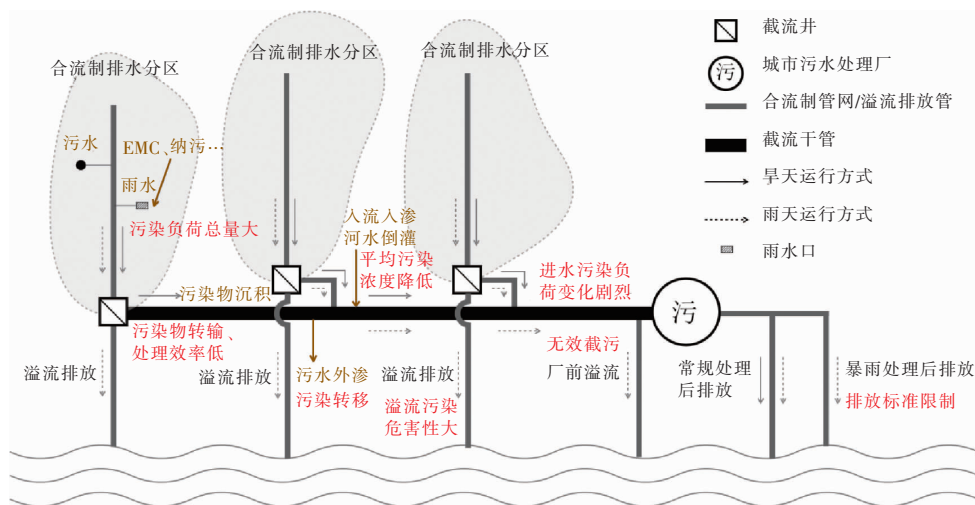 合流制排水分区
合流制排水分区
合流制排水分区
截流井
污
城市污水处理厂
合流制管网/溢流排放管
截流干管
旱天运行方式
雨天运行方式
雨水口
污水
EMC、纳污…
雨水
污染负荷总量大
入流入渗
河水倒灌
平均污染
浓度降低
进水污染负
荷变化剧烈
污染物沉积
污
污染物转输、
处理效率低
溢流排放
溢流排放
污水外渗
污染转移
溢流排放
溢流污染
危害性大
无效截污
厂前溢流
常规处理
后排放
暴雨处理后排放
排放标准限制